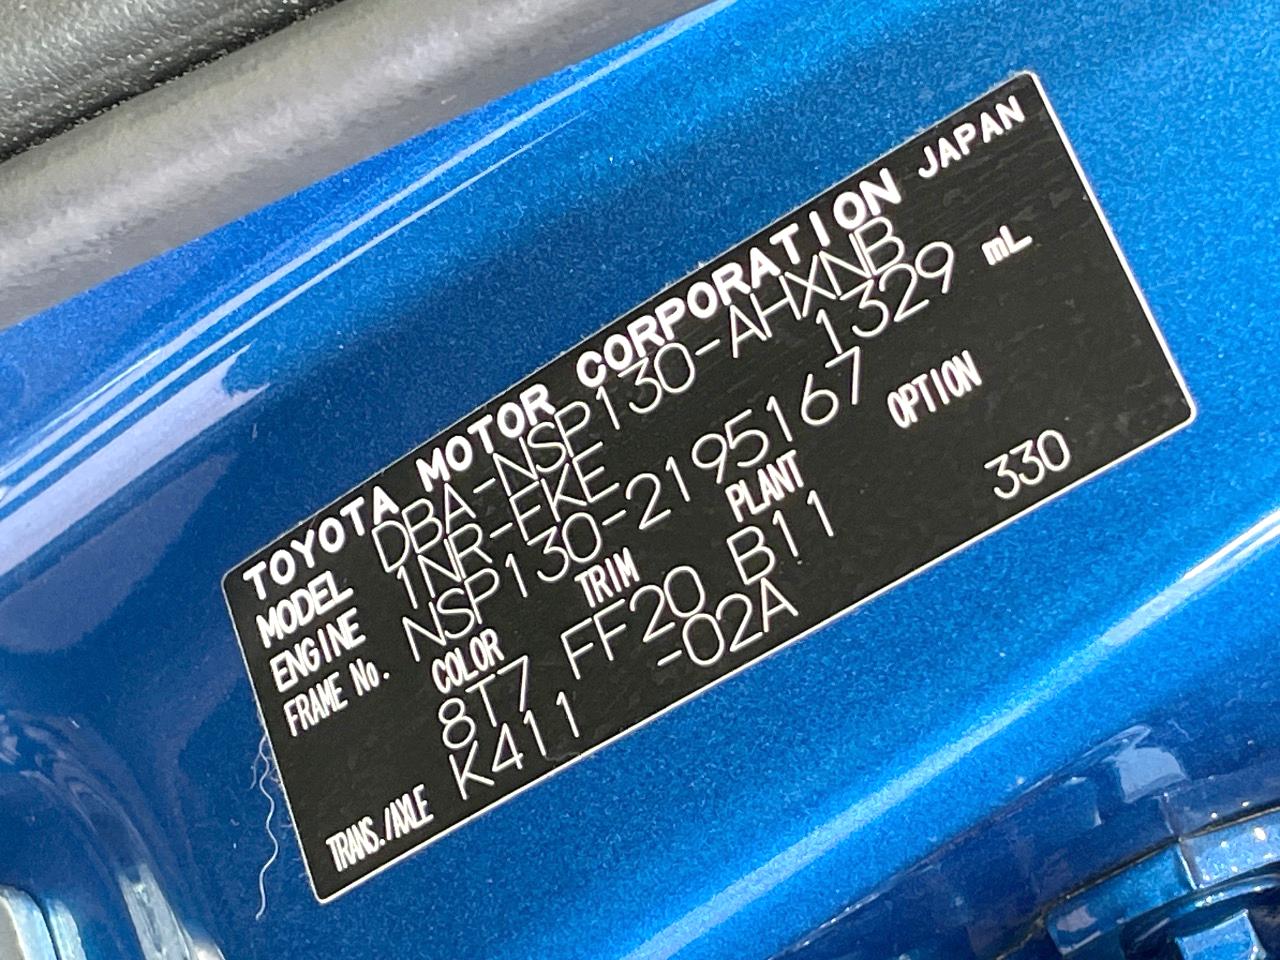 TOYOTA MOTOR CORPORATION JAPAN
MODEL DBA-NSP130-AHXNB
ENGINE 1NR-FKE 1329 mL
FRAME No. NSP130-2195167
COLOR TRIM PLANT OPTION
8T7 FF20 B11 330
TRANS./AXLE K411 -02A